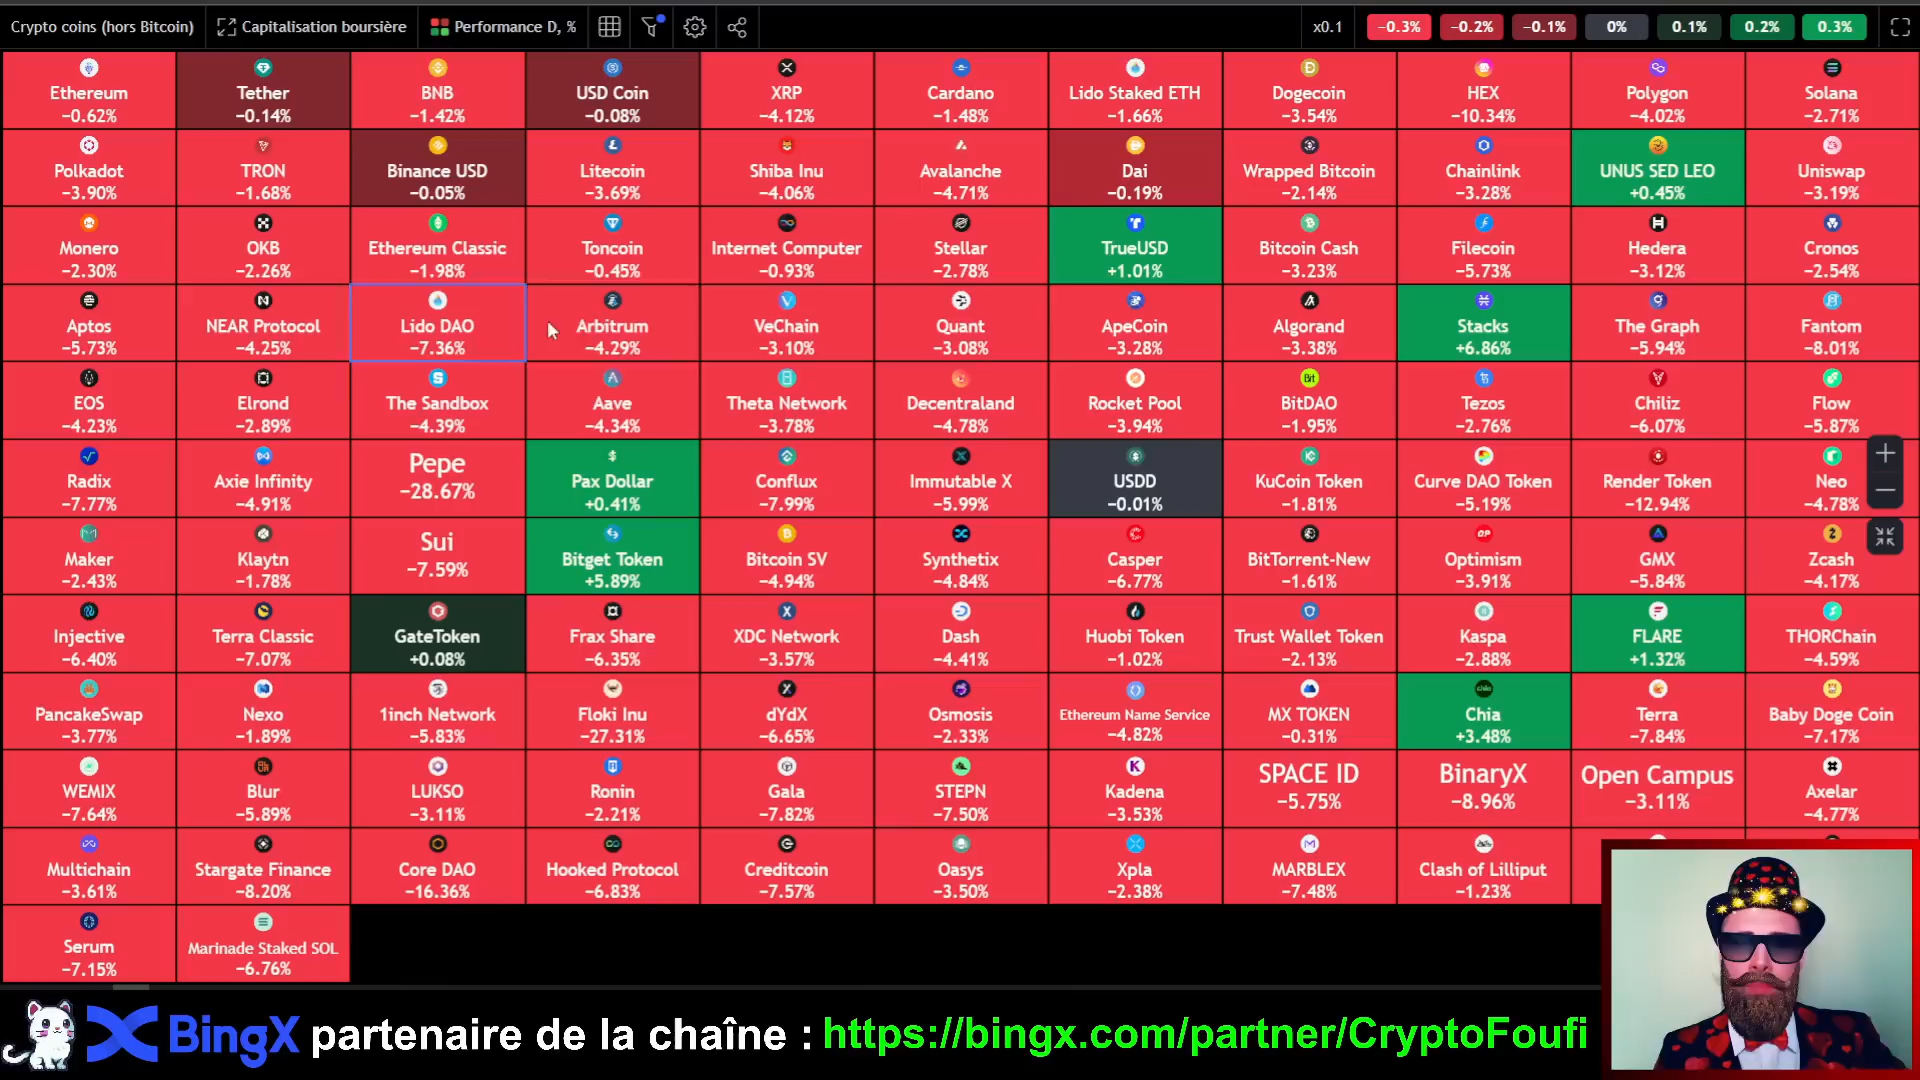 Crypto coins (hors Bitcoin) Capitalisation boursière Performance D, % x0.1 −0.3% −0.2% −0.1% 0% 0.1% 0.2% 0.3%
Ethereum Tether BNB USD Coin XRP Cardano Lido Staked ETH Dogecoin HEX Polygon Solana
−0.62% −0.14% −1.42% −0.08% −4.12% −1.48% −1.66% −3.54% −10.34% −4.02% −2.71%
Polkadot TRON Binance USD Litecoin Shiba Inu Avalanche Dai Wrapped Bitcoin Chainlink UNUS SED LEO Uniswap
−3.90% −1.68% −0.05% −3.69% −4.06% −4.71% −0.19% −2.14% −3.28% +0.45% −3.19%
Monero OKB Ethereum Classic Toncoin Internet Computer Stellar TrueUSD Bitcoin Cash Filecoin Hedera Cronos
−2.30% −2.26% −1.98% −0.45% −0.93% −2.78% +1.01% −3.23% −5.73% −3.12% −2.54%
Aptos NEAR Protocol Lido DAO Arbitrum VeChain Quant ApeCoin Algorand Stacks The Graph Fantom
−5.73% −4.25% −7.36% −4.29% −3.10% −3.08% −3.28% −3.38% +6.86% −5.94% −8.01%
EOS Elrond The Sandbox Aave Theta Network Decentraland Rocket Pool BitDAO Tezos Chiliz Flow
−4.23% −2.89% −4.39% −4.34% −3.78% −4.78% −3.94% −1.95% −2.76% −6.07% −5.87%
Radix Axie Infinity Pepe Pax Dollar Conflux Immutable X USDD KuCoin Token Curve DAO Token Render Token Neo
−7.77% −4.91% −28.67% +0.41% −7.99% −5.99% −0.01% −1.81% −5.19% −12.94% −4.78%
Maker Klaytn Sui Bitget Token Bitcoin SV Synthetix Casper BitTorrent-New Optimism GMX Zcash
−2.43% −1.78% −7.59% +5.89% −4.94% −4.84% −6.77% −1.61% −3.91% −5.84% −4.17%
Injective Terra Classic GateToken Frax Share XDC Network Dash Huobi Token Trust Wallet Token Kaspa FLARE THORChain
−6.40% −7.07% +0.08% −6.35% −3.57% −4.41% −1.02% −2.13% −2.88% +1.32% −4.59%
PancakeSwap Nexo 1inch Network Floki Inu dYdX Osmosis Ethereum Name Service MX TOKEN Chia Terra Baby Doge Coin
−3.77% −1.89% −5.83% −27.31% −6.65% −2.33% −4.82% −0.31% +3.48% −7.84% −7.17%
WEMIX Blur LUKSO Ronin Gala STEPN Kadena SPACE ID BinaryX Open Campus Axelar
−7.64% −5.89% −3.11% −2.21% −7.82% −7.50% −3.53% −5.75% −8.96% −3.11% −4.77%
Multichain Stargate Finance Core DAO Hooked Protocol Creditcoin Oasys Xpla MARBLEX Clash of Lilliput
−3.61% −8.20% −16.36% −6.83% −7.57% −3.50% −2.38% −7.48% −1.23%
Serum Marinade Staked SOL
−7.15% −6.76%
BingX partenaire de la chaîne : https://bingx.com/partner/CryptoFoufi